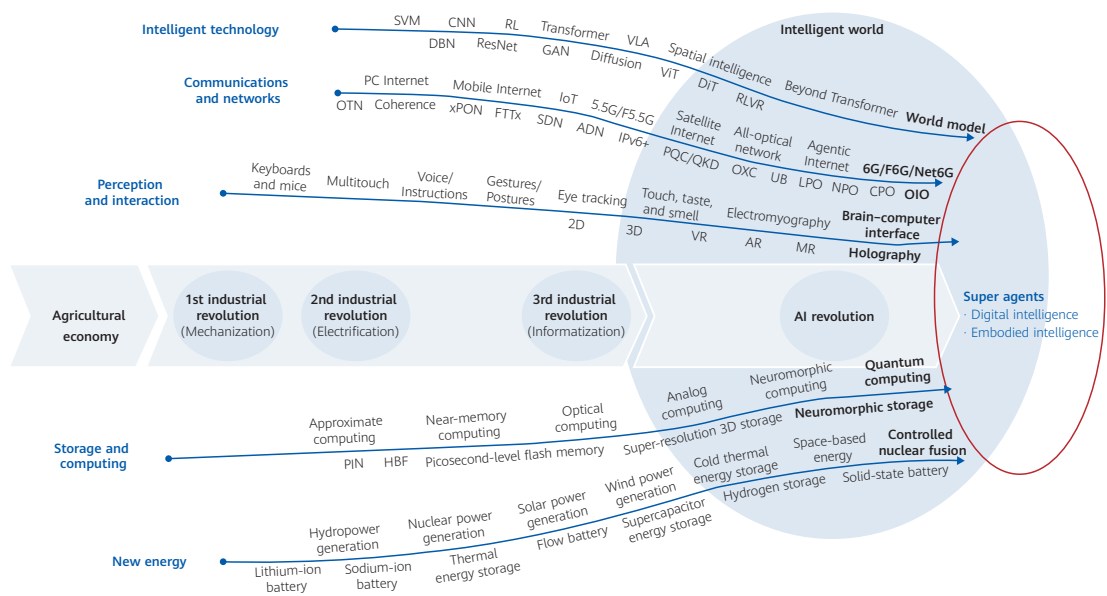 Intelligent technology
SVM
CNN
RL
Transformer
VLA
Spatial intelligence
Beyond Transformer
World model
DBN
ResNet
GAN
Diffusion
ViT
DiT
RLVR
Intelligent world
Communications
and networks
PC Internet
Mobile Internet
IoT
5.5G/F5.5G
Satellite
Internet
All-optical
network
Agentic
Internet
6G/F6G/Net6G
OTN
Coherence
xPON
FTTx
SDN
ADN
IPv6+
PQC/QKD
OXC
UB
LPO
NPO
CPO
OIO
Perception
and interaction
Keyboards
and mice
Multitouch
Voice/
Instructions
Gestures/
Postures
Eye tracking
Touch, taste,
and smell
Electromyography
Brain–computer
interface
2D
3D
VR
AR
MR
Holography
Agricultural
economy
1st industrial
revolution
(Mechanization)
2nd industrial
revolution
(Electrification)
3rd industrial
revolution
(Informatization)
AI revolution
Super agents
· Digital intelligence
· Embodied intelligence
Storage and
computing
Approximate
computing
Near-memory
computing
Optical
computing
Analog
computing
Neuromorphic
computing
Quantum
computing
PIN
HBF
Picosecond-level flash memory
Super-resolution 3D storage
Neuromorphic storage
New energy
Hydropower
generation
Nuclear power
generation
Solar power
generation
Wind power
generation
Cold thermal
energy storage
Space-based
energy
Controlled
nuclear fusion
Lithium-ion
battery
Sodium-ion
battery
Thermal
energy storage
Flow battery
Supercapacitor
energy storage
Hydrogen storage
Solid-state battery